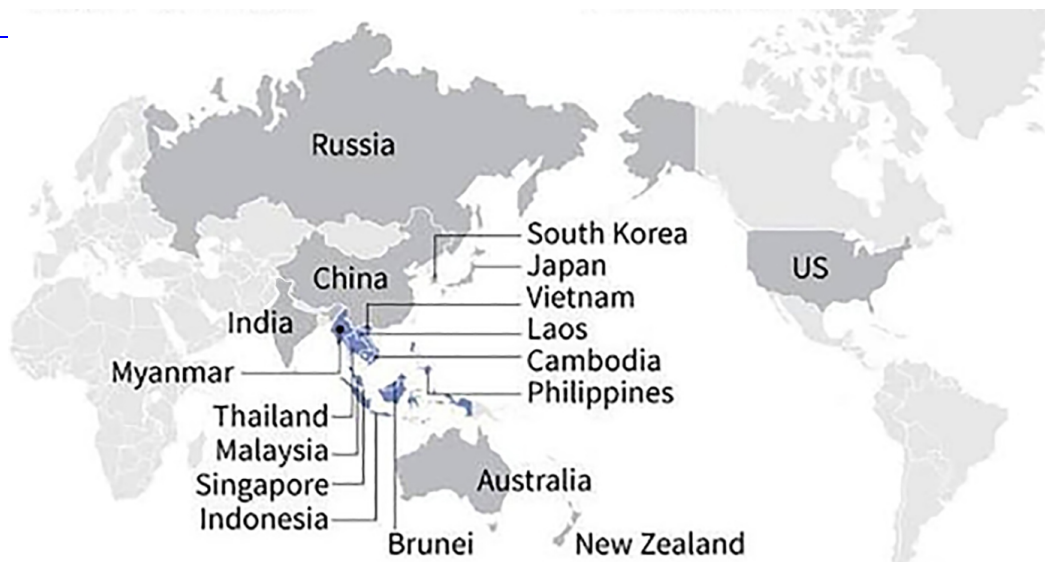 Russia
South Korea
China
Japan
US
Vietnam
India
Laos
Cambodia
Myanmar
Philippines
Thailand
Malaysia
Australia
Singapore
Indonesia
Brunei
New Zealand